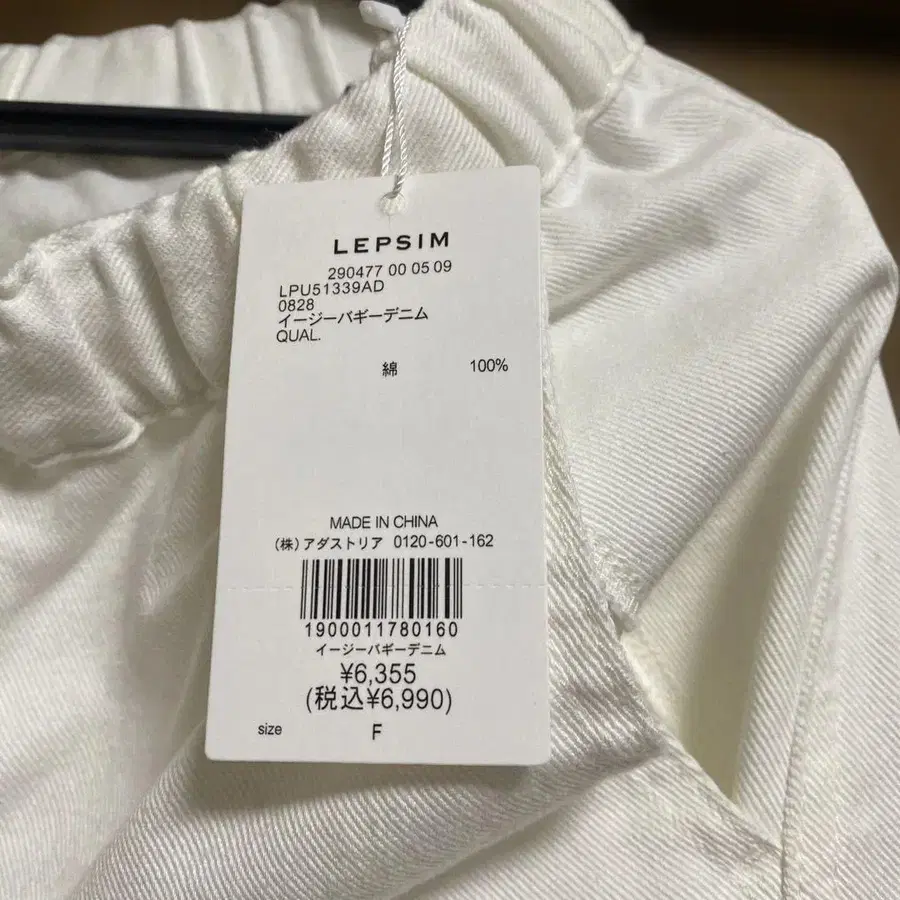 LEPSIM
290477 00 05 09
LPU51339AD
0828
イージーバギーデニム
QUAL.
綿 100%
MADE IN CHINA
(株)アダストリア 0120-601-162
1900011780160
イージーバギーデニム
¥6,355
(税込¥6,990)
size F